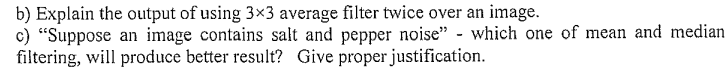 b) Explain the output of using 3×3 average filter twice over an image.
c) “Suppose an image contains salt and pepper noise” - which one of mean and median
filtering, will produce better result? Give proper justification.